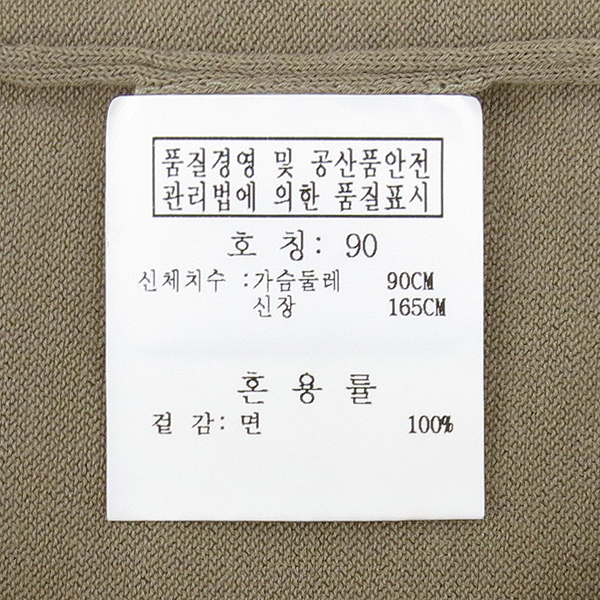 품질경영 및 공산품안전
관리법에 의한 품질표시
호 칭: 90
신체치수 :가슴둘레 90CM
신장 165CM
혼 용 률
겉 감: 면 100%